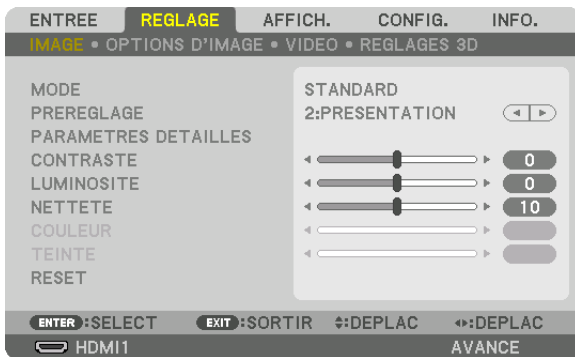 ENTREE REGLAGE AFFICH. CONFIG. INFO.
IMAGE • OPTIONS D'IMAGE • VIDEO • REGLAGES 3D
MODE STANDARD
PREREGLAGE 2:PRESENTATION
PARAMETRES DETAILLES
CONTRASTE 0
LUMINOSITE 0
NETTETE 10
COULEUR
TEINTE
RESET
ENTER :SELECT EXIT :SORTIR :DEPLAC :DEPLAC
HDMI1 AVANCE